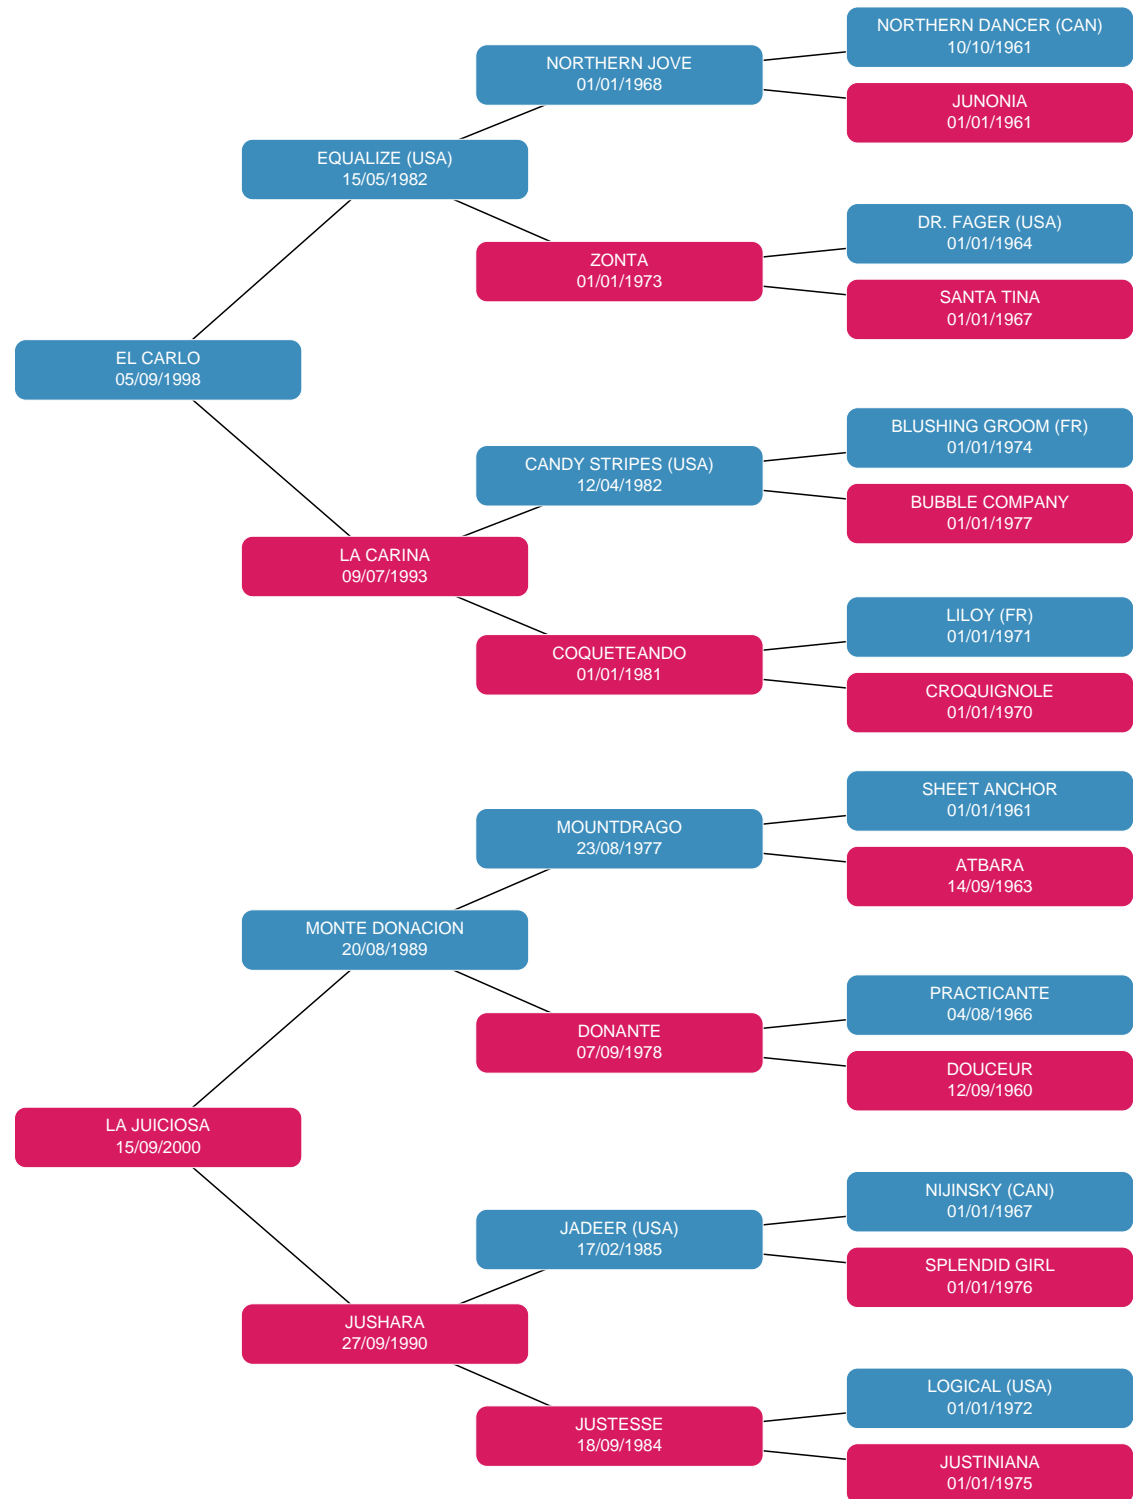 NORTHERN DANCER (CAN)
10/10/1961
NORTHERN JOVE
01/01/1968
JUNONIA
01/01/1961
EQUALIZE (USA)
15/05/1982
DR. FAGER (USA)
01/01/1964
ZONTA
01/01/1973
SANTA TINA
01/01/1967
EL CARLO
05/09/1998
BLUSHING GROOM (FR)
01/01/1974
CANDY STRIPES (USA)
12/04/1982
BUBBLE COMPANY
01/01/1977
LA CARINA
09/07/1993
LILOY (FR)
01/01/1971
COQUETEANDO
01/01/1981
CROQUIGNOLE
01/01/1970
SHEET ANCHOR
01/01/1961
MOUNTDRAGO
23/08/1977
ATBARA
14/09/1963
MONTE DONACION
20/08/1989
PRACTICANTE
04/08/1966
DONANTE
07/09/1978
DOUCEUR
12/09/1960
LA JUICIOSA
15/09/2000
NIJINSKY (CAN)
01/01/1967
JADEER (USA)
17/02/1985
SPLENDID GIRL
01/01/1976
JUSHARA
27/09/1990
LOGICAL (USA)
01/01/1972
JUSTESSE
18/09/1984
JUSTINIANA
01/01/1975